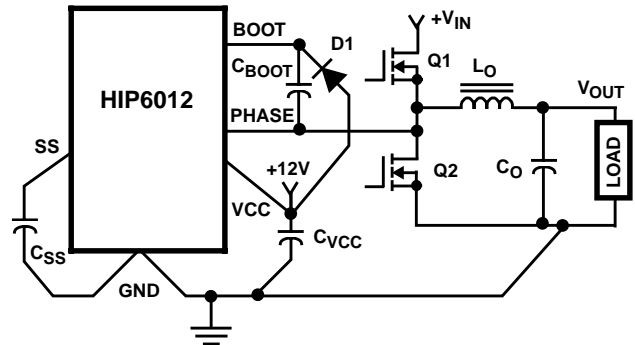 BOOT
D1
+VIN
Q1
CBOOT
LO
VOUT
HIP6012
PHASE
SS
+12V
Q2
CO
LOAD
VCC
CVCC
CSS
GND